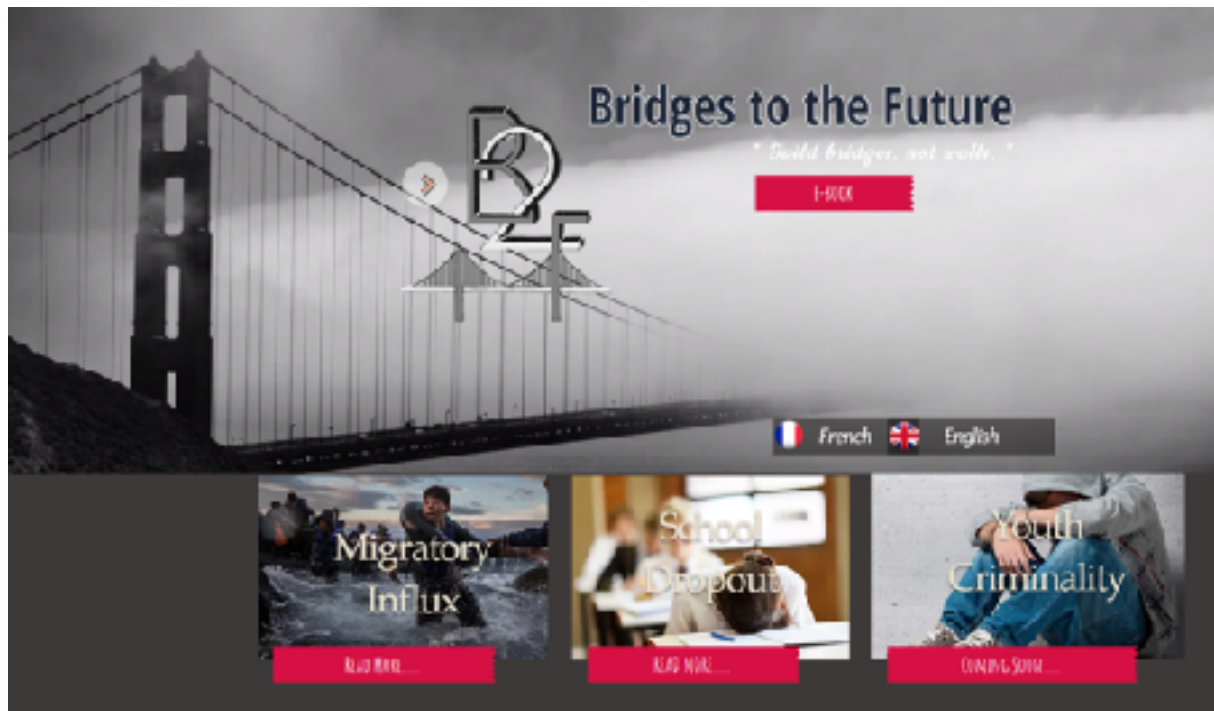 Bridges to the Future
" Build bridges, not walls. "
E-BOOK
B2F
French English
Migratory
Influx
School
Dropout
Youth
Criminality
READ MORE.....
READ MORE.....
COMING SOON.....